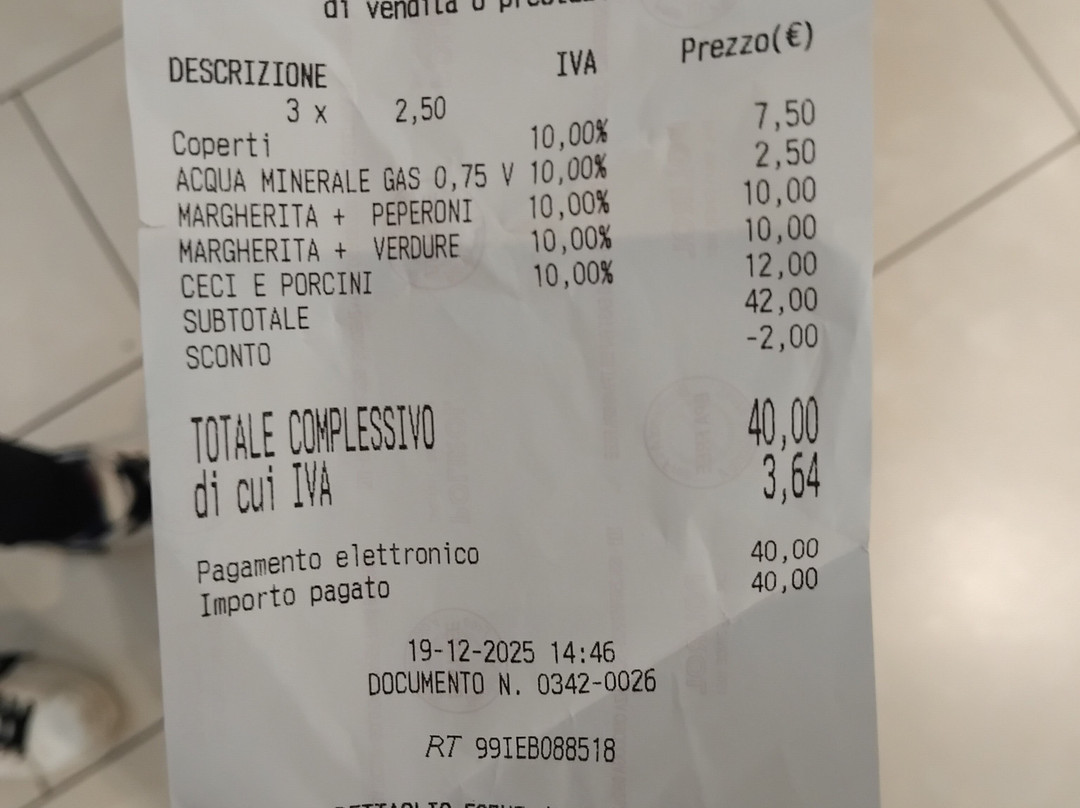 di vendita o
DESCRIZIONE IVA Prezzo(€)
3 x 2,50
Coperti 10,00% 7,50
ACQUA MINERALE GAS 0,75 V 10,00% 2,50
MARGHERITA + PEPERONI 10,00% 10,00
MARGHERITA + VERDURE 10,00% 10,00
CECI E PORCINI 10,00% 12,00
SUBTOTALE 42,00
SCONTO -2,00
TOTALE COMPLESSIVO 40,00
di cui IVA 3,64
Pagamento elettronico 40,00
Importo pagato 40,00
19-12-2025 14:46
DOCUMENTO N. 0342-0026
RT 99IEB088518
DETTAGLIO